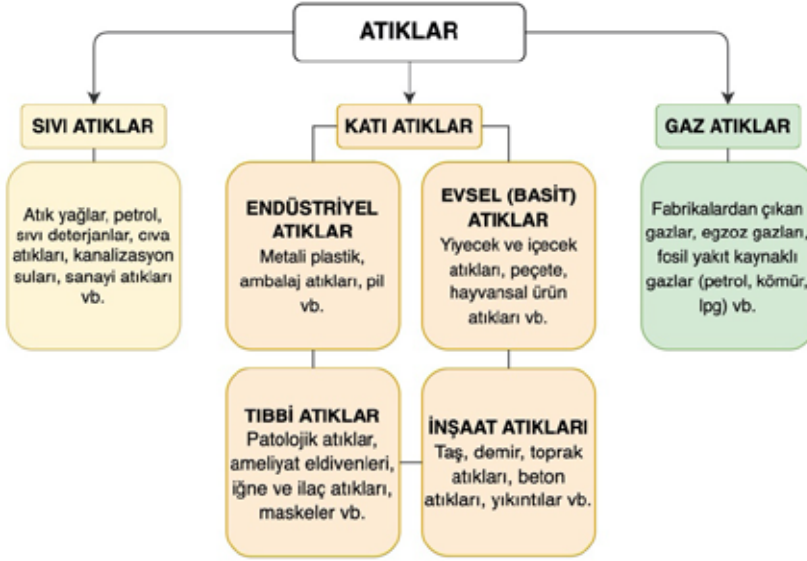 ATIKLAR
SIVI ATIKLAR
Atık yağlar, petrol,
sıvı deterjanlar, cıva
atıkları, kanalizasyon
suları, sanayi atıkları
vb.
KATI ATIKLAR
ENDÜSTRİYEL
ATIKLAR
Metali plastik,
ambalaj atıkları, pil
vb.
EVSEL (BASİT)
ATIKLAR
Yiyecek ve içecek
atıkları, peçete,
hayvansal ürün
atıkları vb.
TIBBİ ATIKLAR
Patolojik atıklar,
ameliyat eldivenleri,
iğne ve ilaç atıkları,
maskeler vb.
İNŞAAT ATIKLARI
Taş, demir, toprak
atıkları, beton
atıkları, yıkıntılar vb.
GAZ ATIKLAR
Fabrikalardan çıkan
gazlar, egzoz gazları,
fosil yakıt kaynaklı
gazlar (petrol, kömür,
lpg) vb.